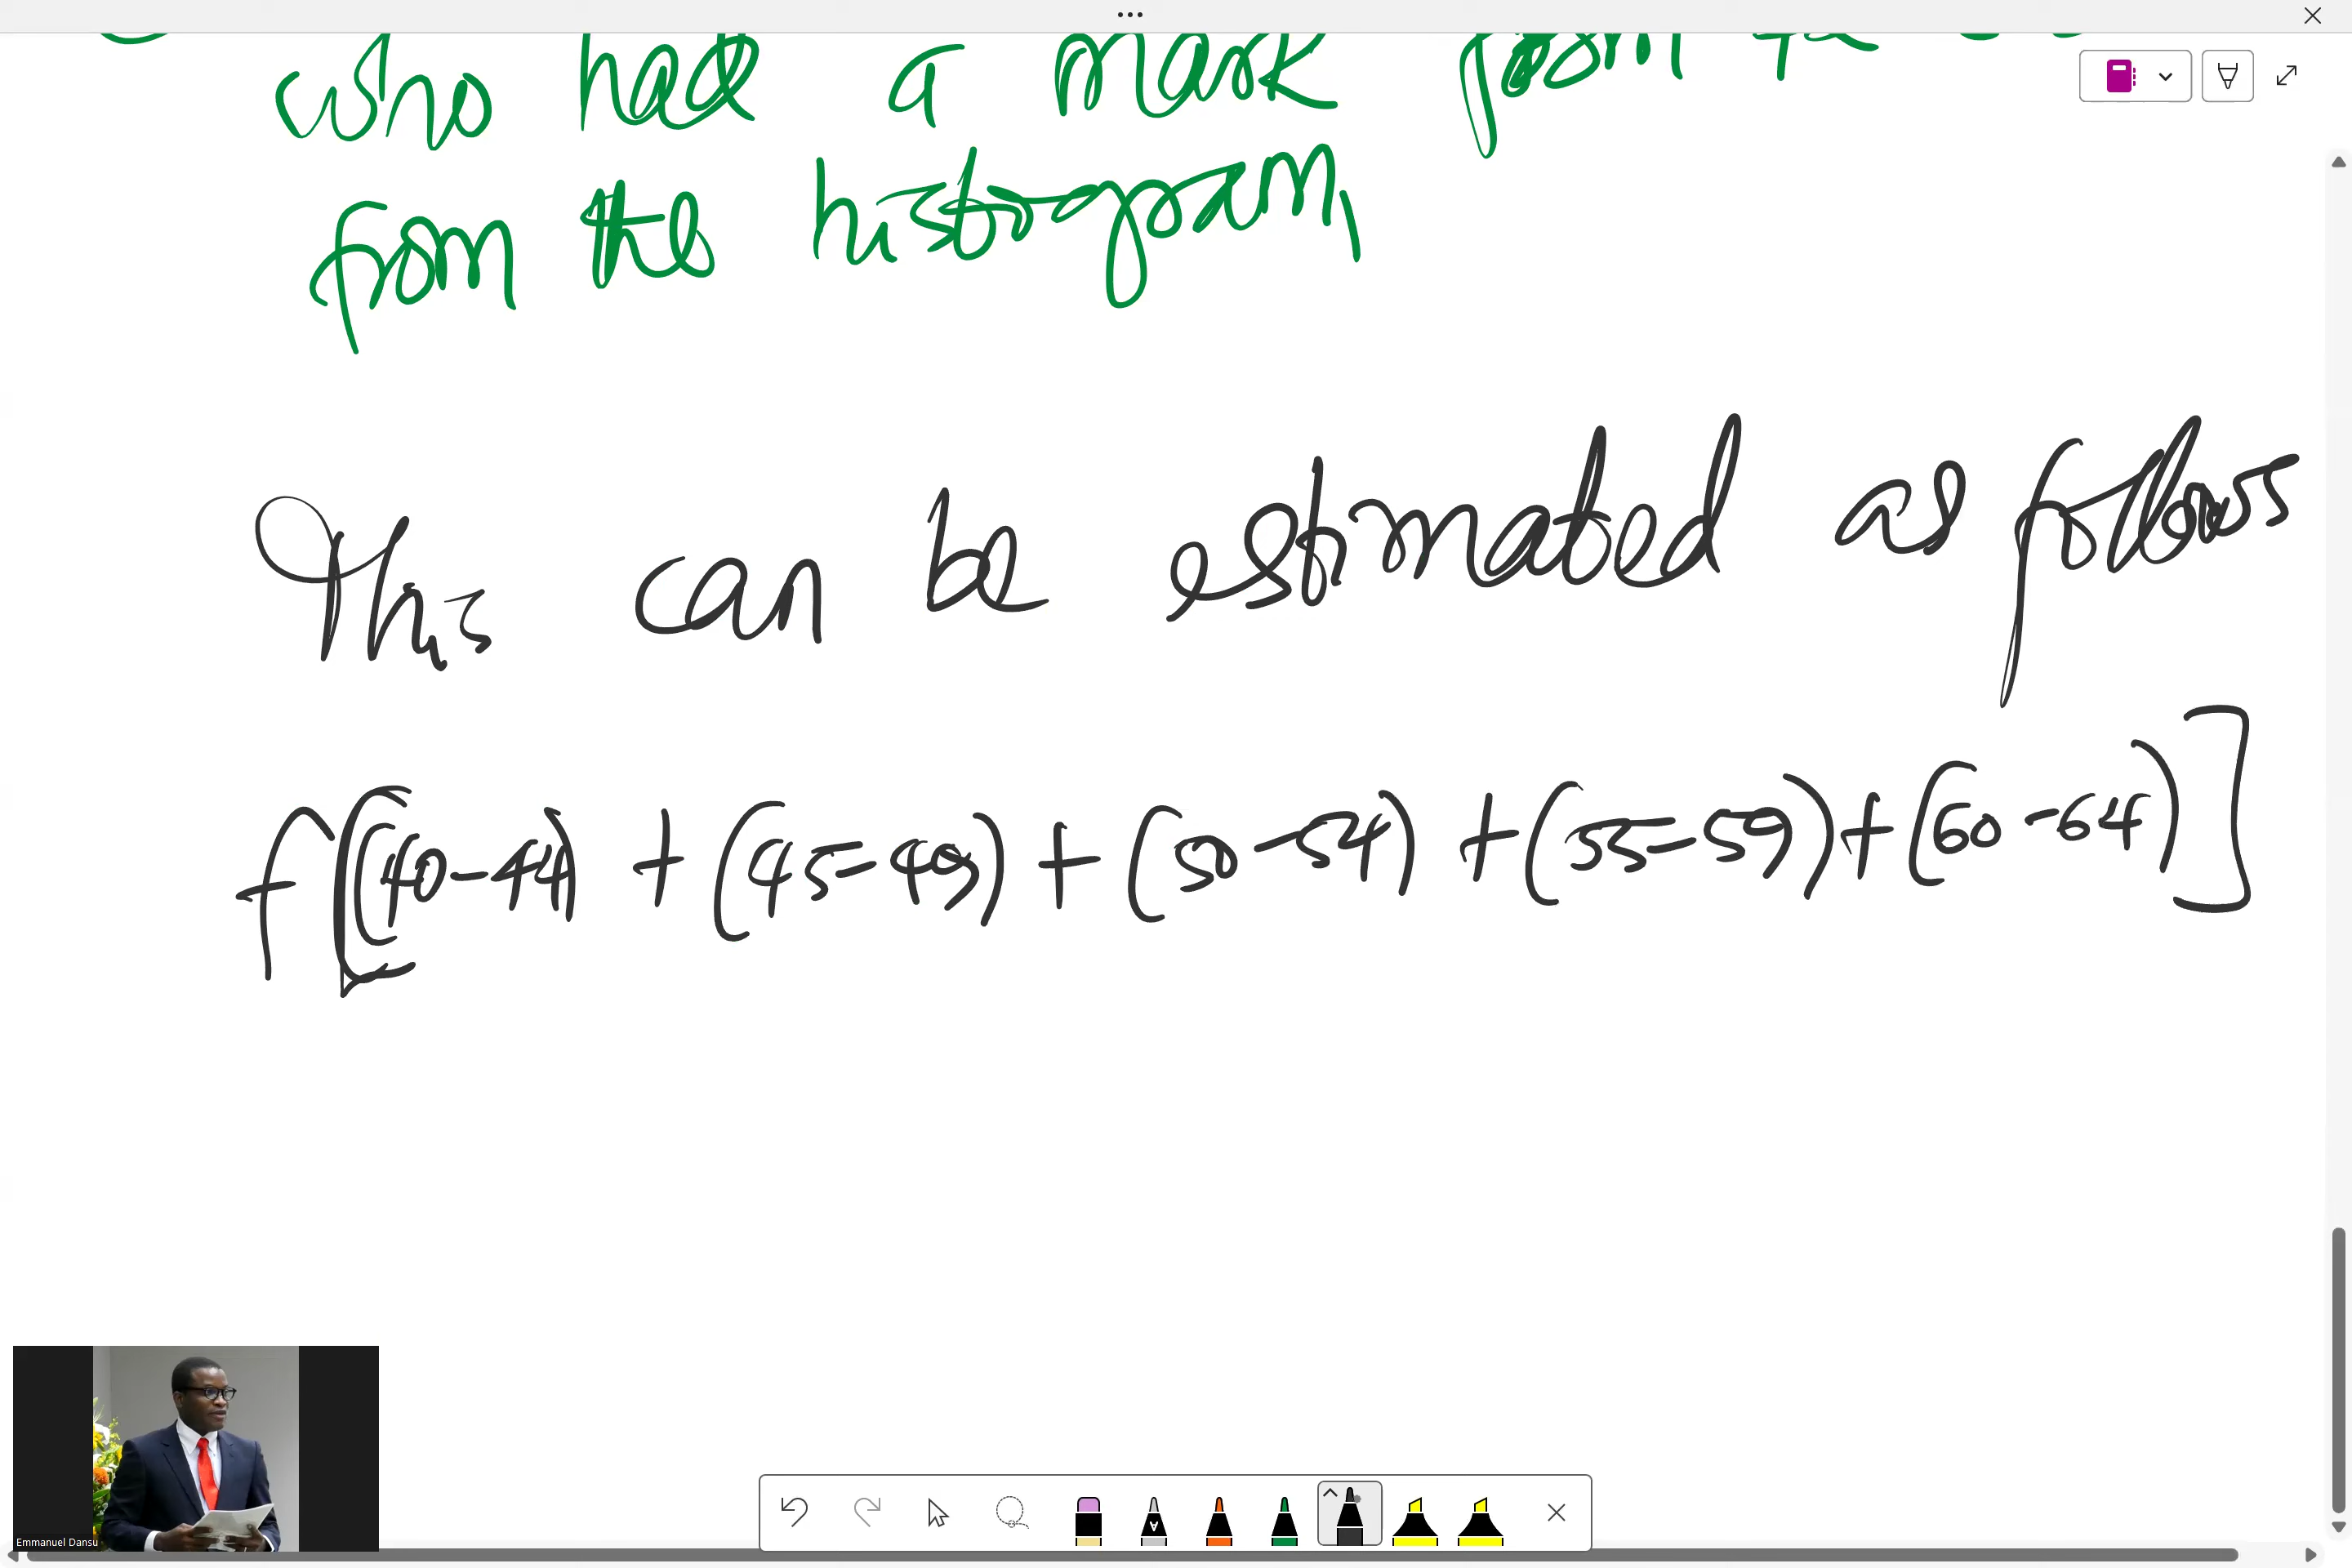 who had a mark from
from the histogram,
This can be estimated as follows
f[(40-44) + (45-49) + (50-54) + (55-59) + (60-64)]
Emmanuel Dansu